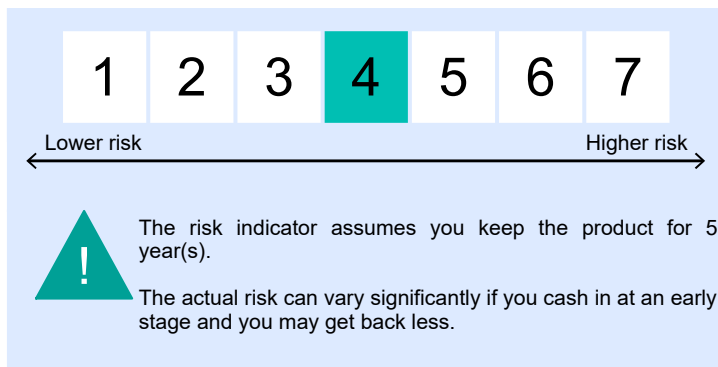 1 2 3 4 5 6 7
Lower risk Higher risk
!
The risk indicator assumes you keep the product for 5
year(s).
The actual risk can vary significantly if you cash in at an early
stage and you may get back less.